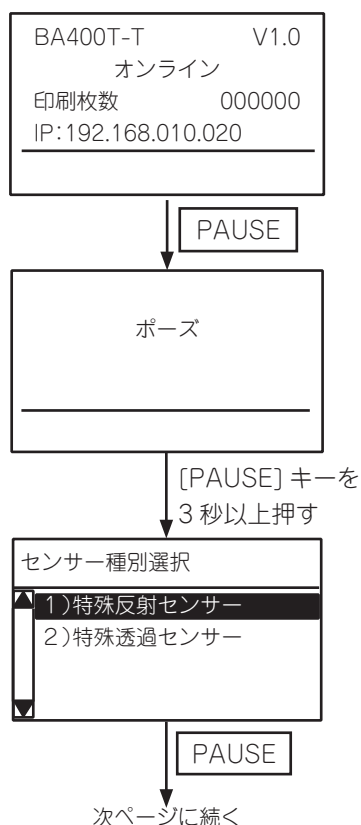 BA400T-T V1.0
オンライン
印刷枚数 000000
IP:192.168.010.020
PAUSE
ポーズ
[PAUSE] キーを
3 秒以上押す
センサー種別選択
1)特殊反射センサー
2)特殊透過センサー
PAUSE
次ページに続く